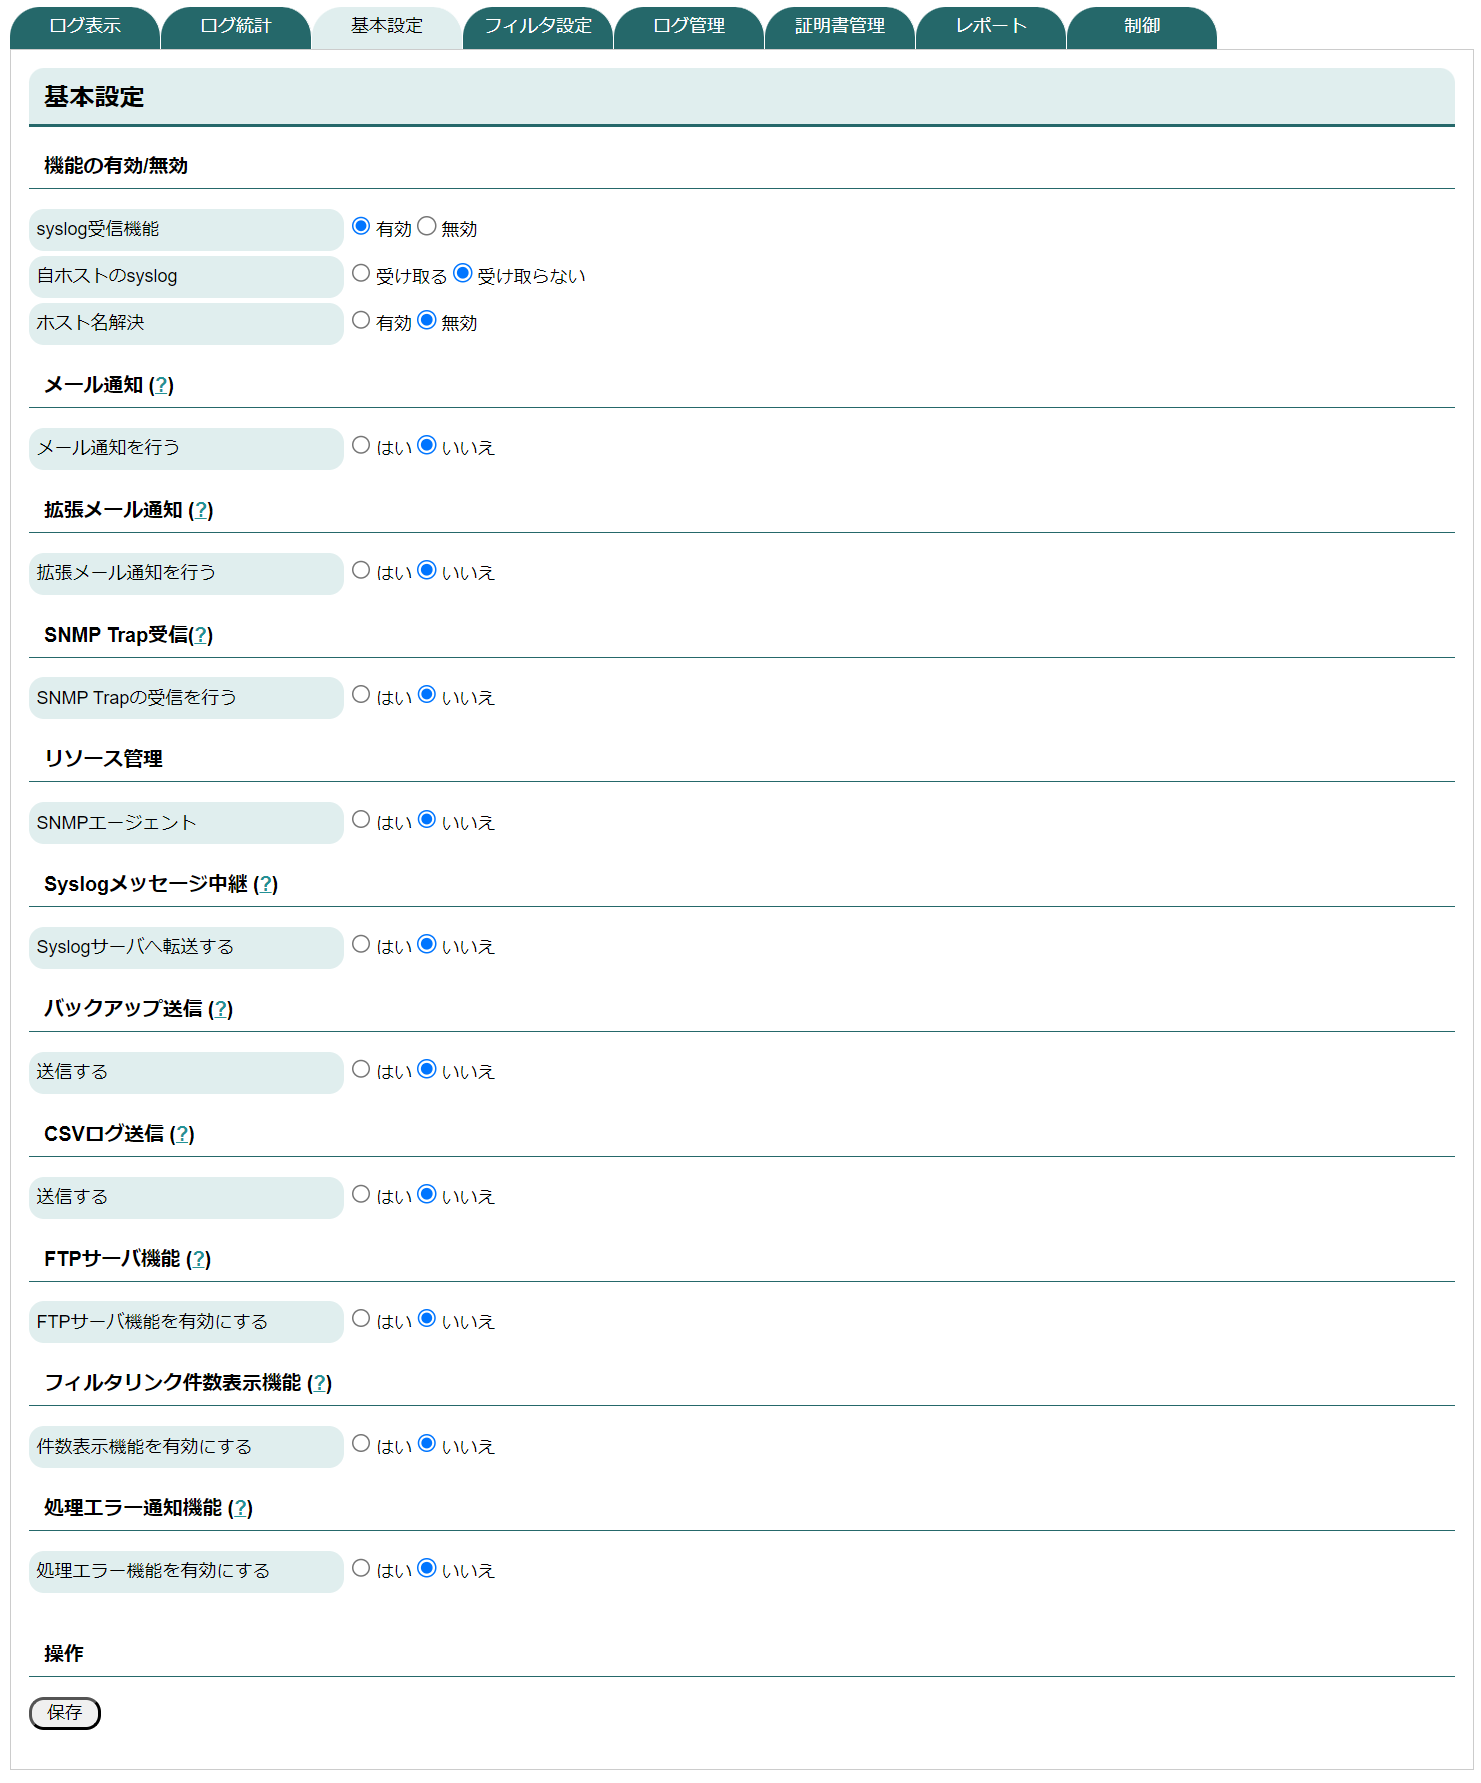 ログ表示 ログ統計 基本設定 フィルタ設定 ログ管理 証明書管理 レポート 制御
基本設定
機能の有効/無効
syslog受信機能 有効 無効
自ホストのsyslog 受け取る 受け取らない
ホスト名解決 有効 無効
メール通知 (?)
メール通知を行う はい いいえ
拡張メール通知 (?)
拡張メール通知を行う はい いいえ
SNMP Trap受信(?)
SNMP Trapの受信を行う はい いいえ
リソース管理
SNMPエージェント はい いいえ
Syslogメッセージ中継 (?)
Syslogサーバへ転送する はい いいえ
バックアップ送信 (?)
送信する はい いいえ
CSVログ送信 (?)
送信する はい いいえ
FTPサーバ機能 (?)
FTPサーバ機能を有効にする はい いいえ
フィルタリンク件数表示機能 (?)
件数表示機能を有効にする はい いいえ
処理エラー通知機能 (?)
処理エラー機能を有効にする はい いいえ
操作
保存